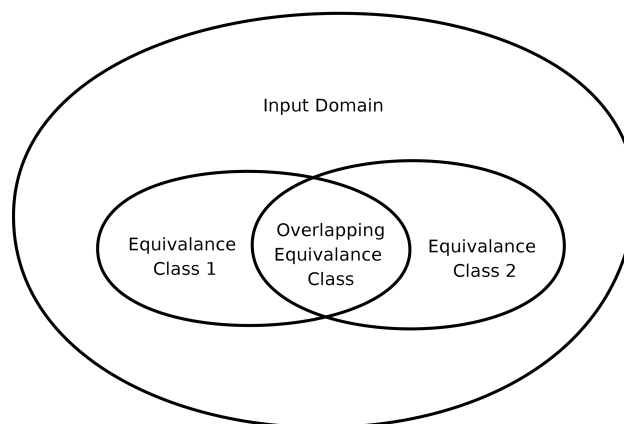 Input Domain
Equivalance
Class 1
Overlapping
Equivalance
Class
Equivalance
Class 2